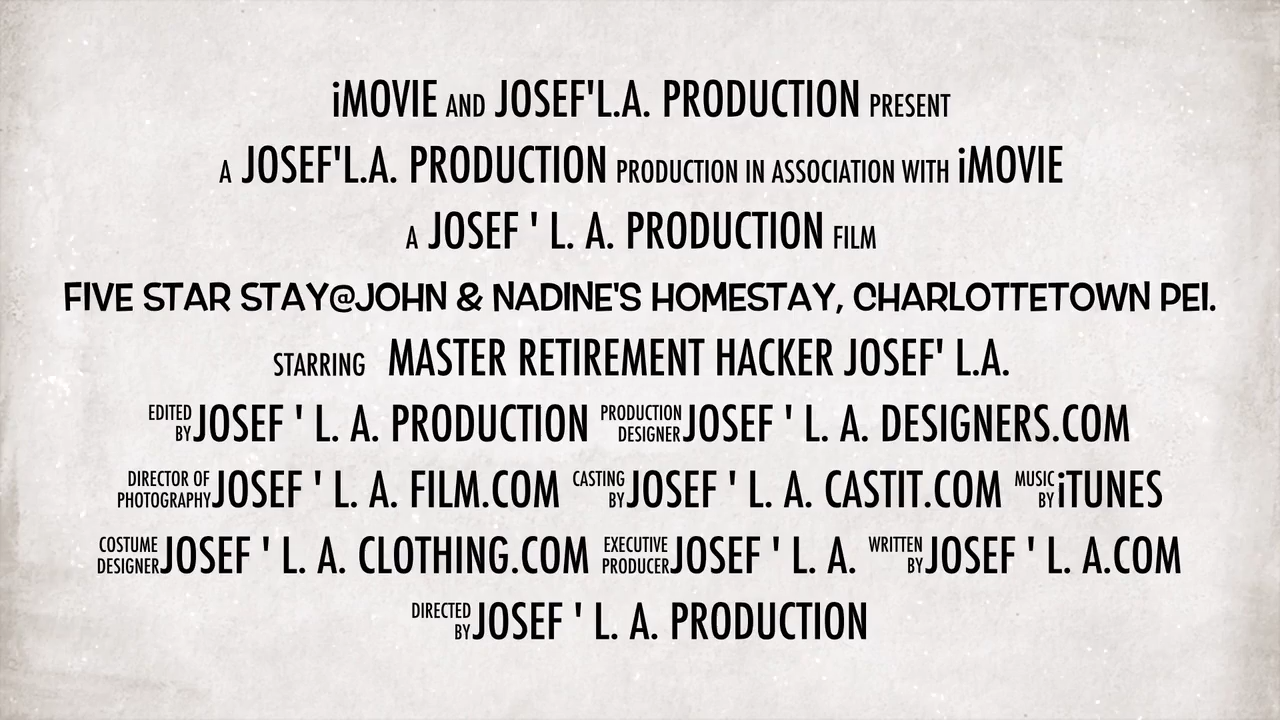 iMOVIE AND JOSEF'L.A. PRODUCTION PRESENT
A JOSEF'L.A. PRODUCTION PRODUCTION IN ASSOCIATION WITH iMOVIE
A JOSEF ' L. A. PRODUCTION FILM
FIVE STAR STAY@JOHN & NADINE'S HOMESTAY, CHARLOTTETOWN PEI.
STARRING MASTER RETIREMENT HACKER JOSEF' L.A.
EDITED BY JOSEF ' L. A. PRODUCTION PRODUCTION DESIGNER JOSEF ' L. A. DESIGNERS.COM
DIRECTOR OF PHOTOGRAPHY JOSEF ' L. A. FILM.COM CASTING BY JOSEF ' L. A. CASTIT.COM MUSIC BY iTUNES
COSTUME DESIGNER JOSEF ' L. A. CLOTHING.COM EXECUTIVE PRODUCER JOSEF ' L. A. WRITTEN BY JOSEF ' L. A.COM
DIRECTED BY JOSEF ' L. A. PRODUCTION